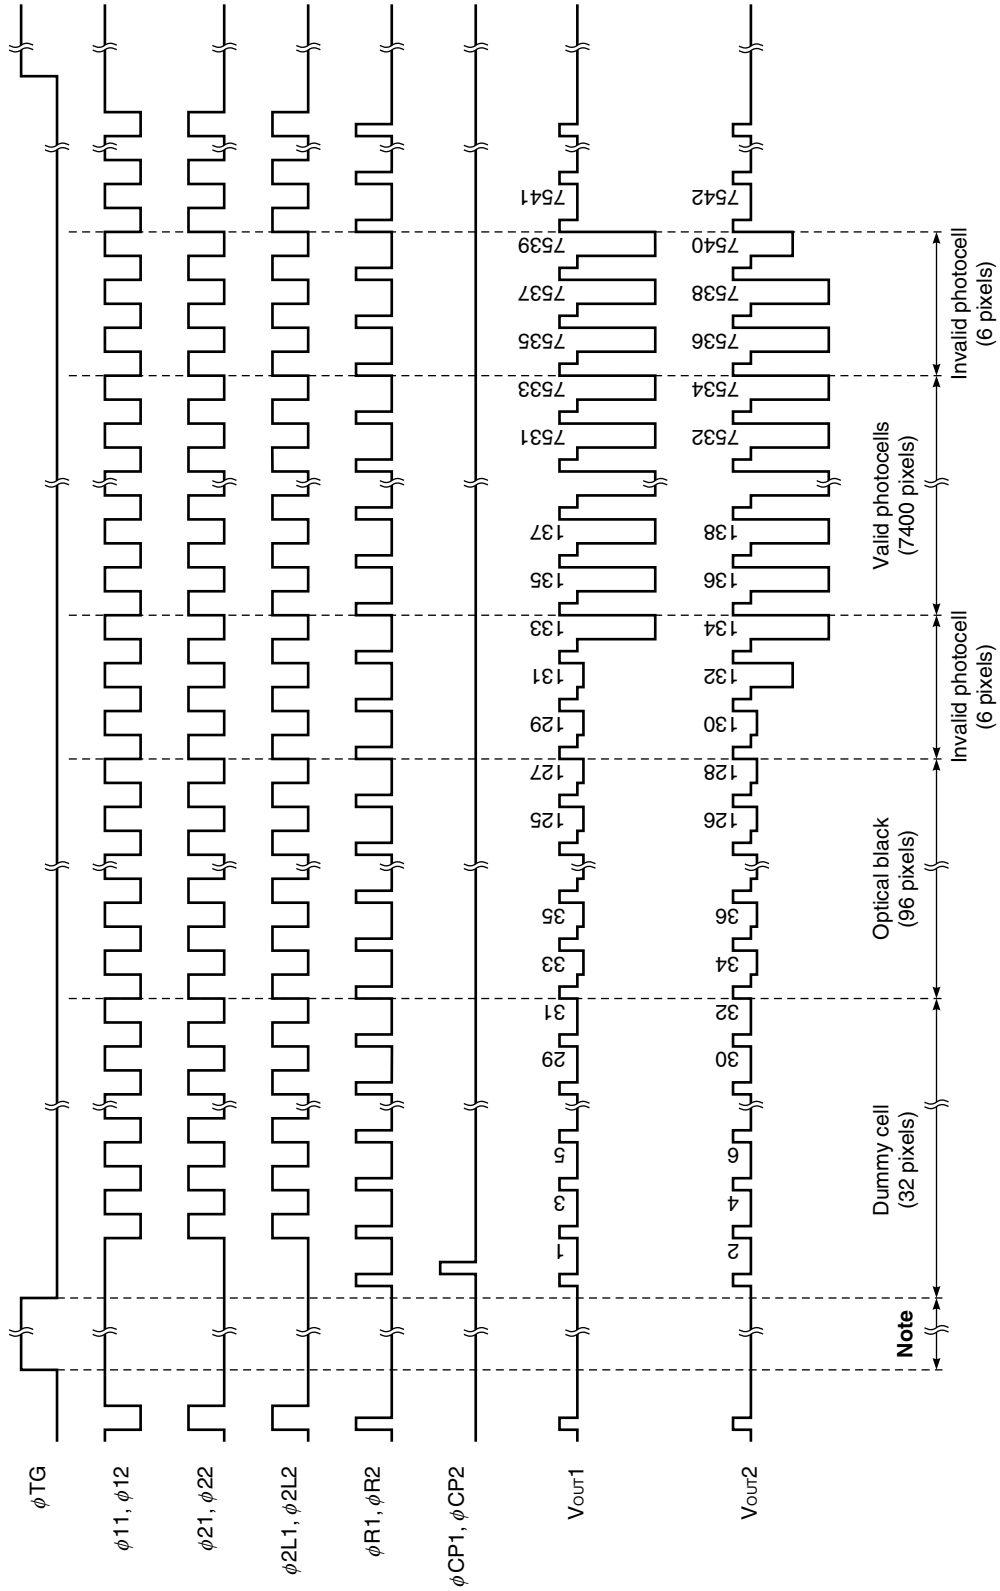 φTG
φ11, φ12
φ21, φ22
φ2L1, φ2L2
φR1, φR2
φCP1, φCP2
VOUT1
1
3
5
29
31
33
35
125
127
129
131
133
135
137
7531
7533
7535
7537
7539
7541
VOUT2
2
4
6
30
32
34
36
126
128
130
132
134
136
138
7532
7534
7536
7538
7540
7542
Note
Dummy cell
(32 pixels)
Optical black
(96 pixels)
Invalid photocell
(6 pixels)
Valid photocells
(7400 pixels)
Invalid photocell
(6 pixels)